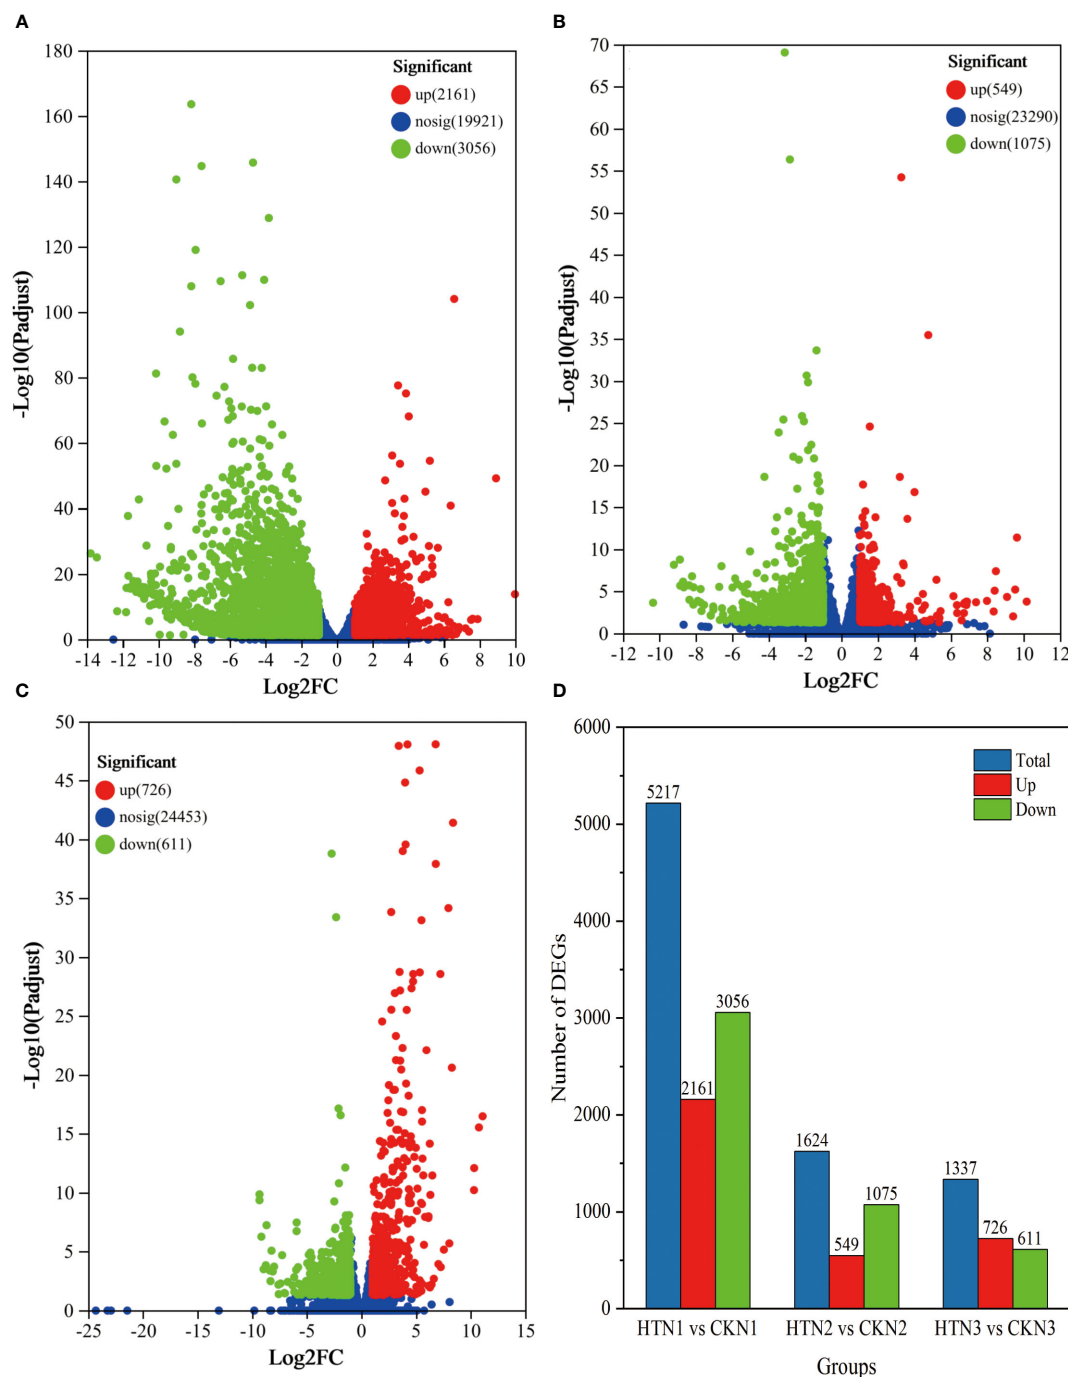 A
180
160
140
120
100
80
60
40
20
0
-Log10(Padjust)
Significant
up(2161)
nosig(19921)
down(3056)
-14 -12 -10 -8 -6 -4 -2 0 2 4 6 8 10
Log2FC
B
70
65
60
55
50
45
40
35
30
25
20
15
10
5
0
-Log10(Padjust)
Significant
up(549)
nosig(23290)
down(1075)
-12 -10 -8 -6 -4 -2 0 2 4 6 8 10 12
Log2FC
C
50
45
40
35
30
25
20
15
10
5
0
-Log10(Padjust)
Significant
up(726)
nosig(24453)
down(611)
-25 -20 -15 -10 -5 0 5 10 15
Log2FC
D
6000
5000
4000
3000
2000
1000
0
Number of DEGs
Total
Up
Down
5217
2161
3056
1624
549
1075
1337
726
611
HTN1 vs CKN1 HTN2 vs CKN2 HTN3 vs CKN3
Groups